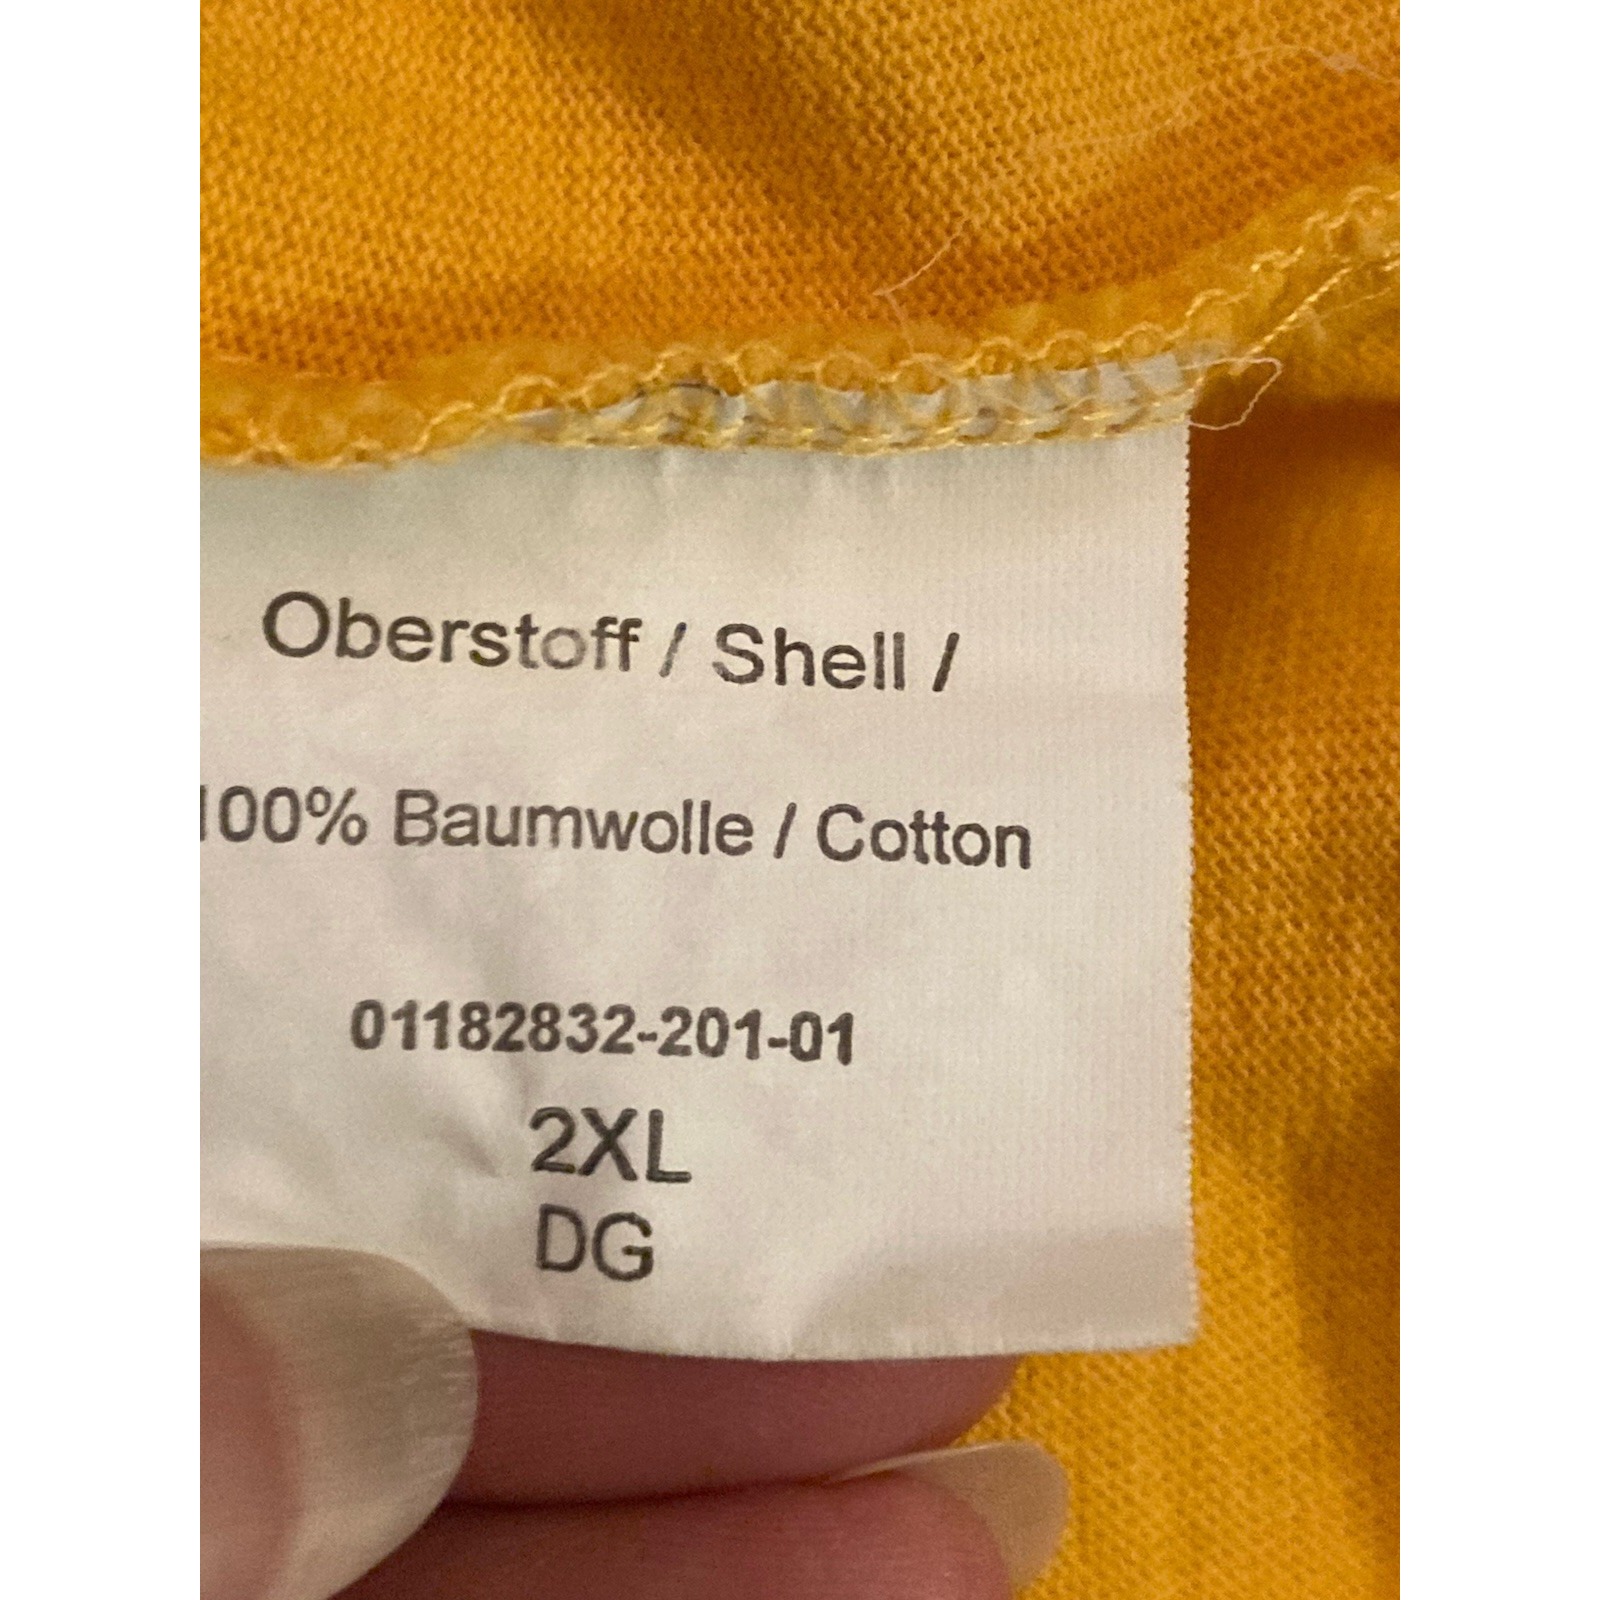 Oberstoff / Shell /
100% Baumwolle / Cotton
01182832-201-01
2XL
DG